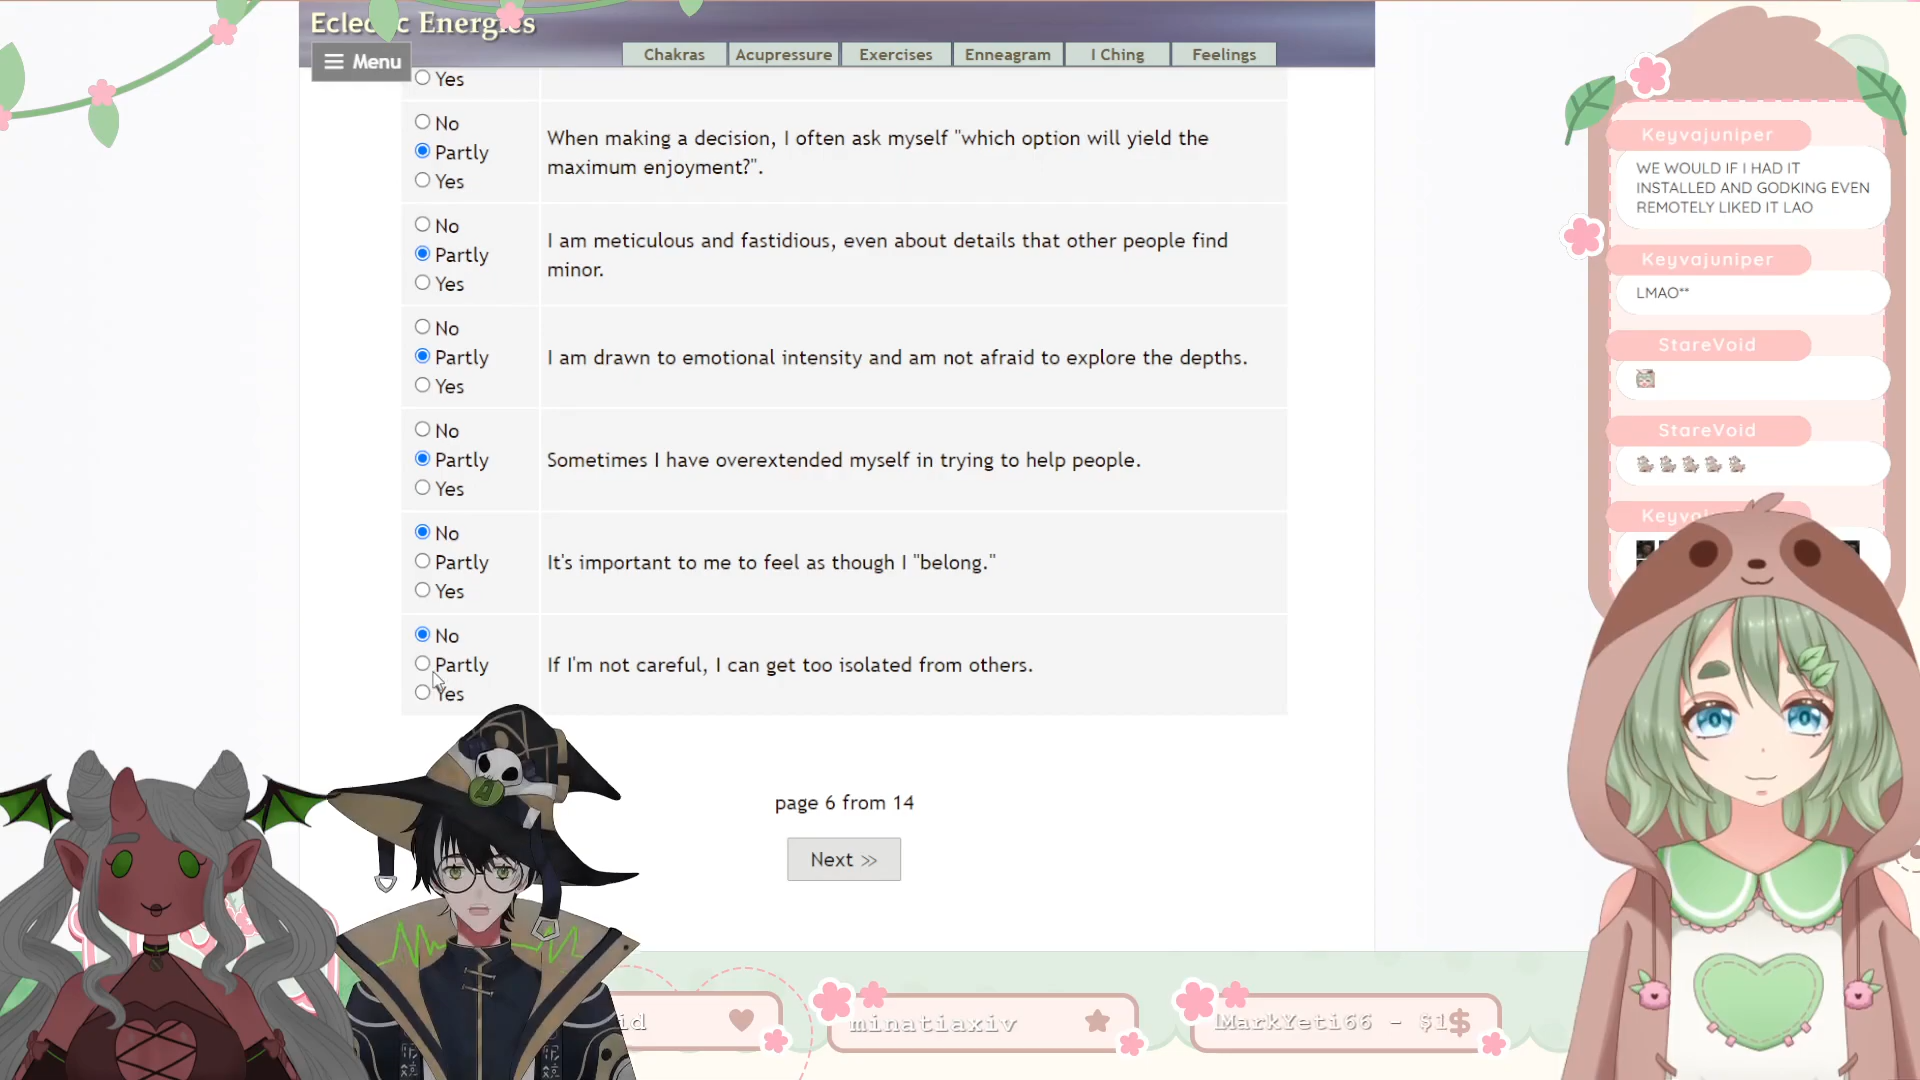 Eclectic Energies
Menu
Chakras
Acupressure
Exercises
Enneagram
I Ching
Feelings
Yes
No
Partly
Yes
When making a decision, I often ask myself "which option will yield the
maximum enjoyment?".
No
Partly
Yes
I am meticulous and fastidious, even about details that other people find
minor.
No
Partly
Yes
I am drawn to emotional intensity and am not afraid to explore the depths.
No
Partly
Yes
Sometimes I have overextended myself in trying to help people.
No
Partly
Yes
It's important to me to feel as though I "belong."
No
Partly
Yes
If I'm not careful, I can get too isolated from others.
page 6 from 14
Next >>
Keyvajuniper
WE WOULD IF I HAD IT
INSTALLED AND GODKING EVEN
REMOTELY LIKED IT LAO
Keyvajuniper
LMAO**
StareVoid
StareVoid
minatiaxiv
MarkYeti66 - $1